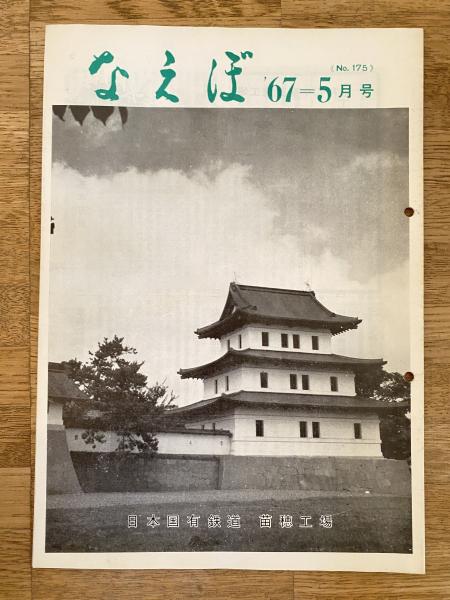 なえぼ '67=5月号
(No. 175)
日本国有鉄道 苗穂工場